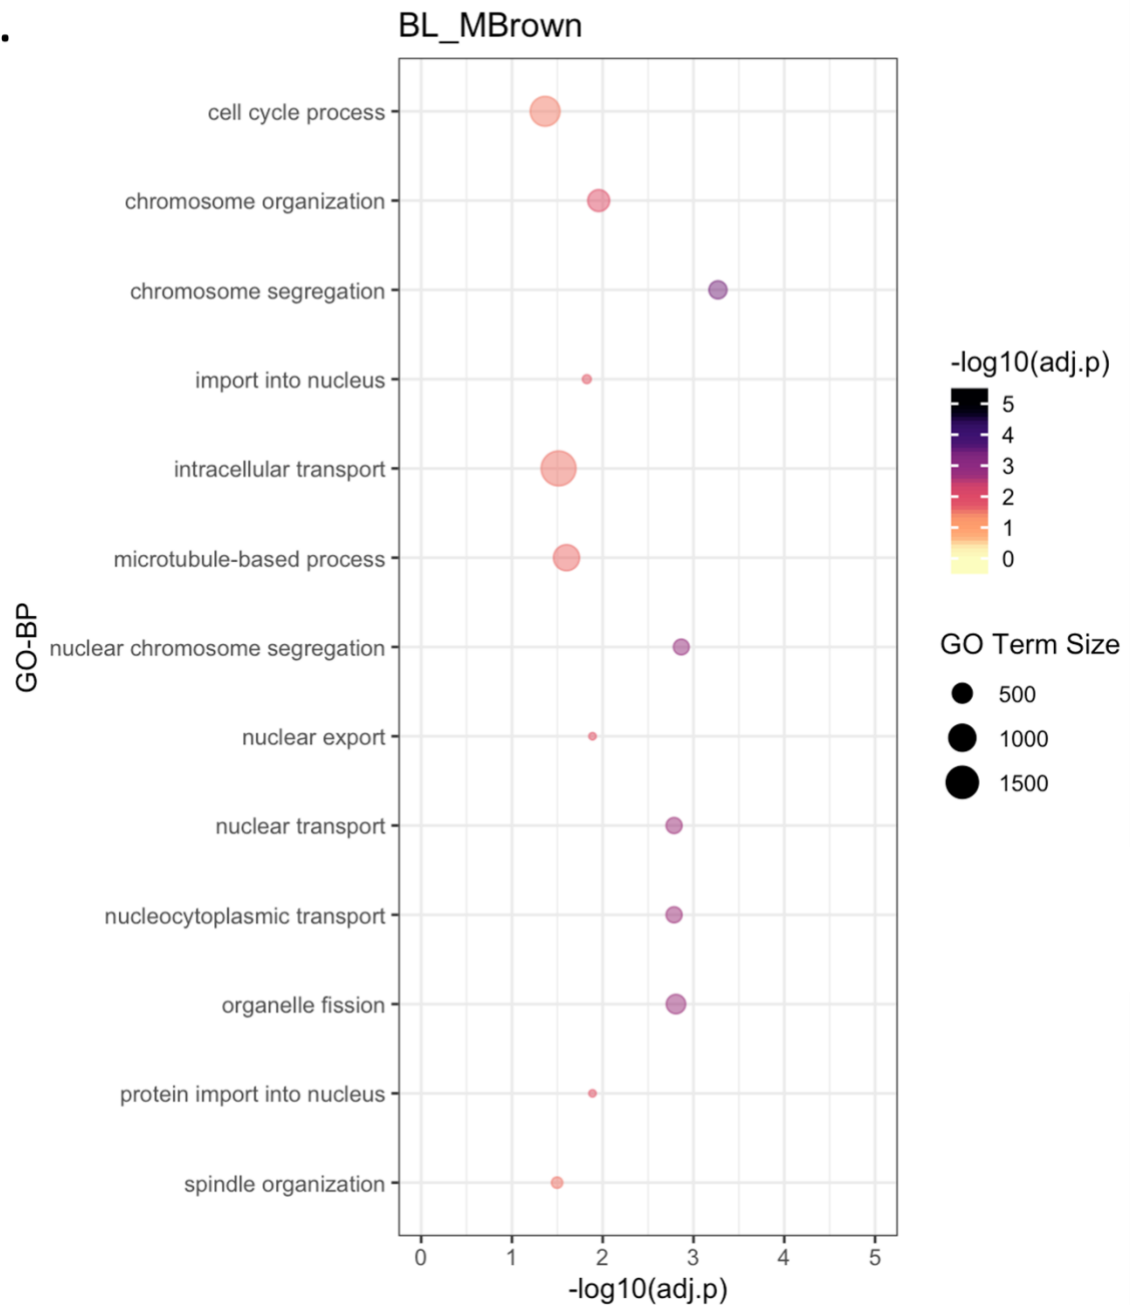 .
BL_MBrown
cell cycle process
chromosome organization
chromosome segregation
import into nucleus
intracellular transport
microtubule-based process
nuclear chromosome segregation
nuclear export
nuclear transport
nucleocytoplasmic transport
organelle fission
protein import into nucleus
spindle organization
GO-BP
0 1 2 3 4 5
-log10(adj.p)
-log10(adj.p)
5
4
3
2
1
0
GO Term Size
500
1000
1500